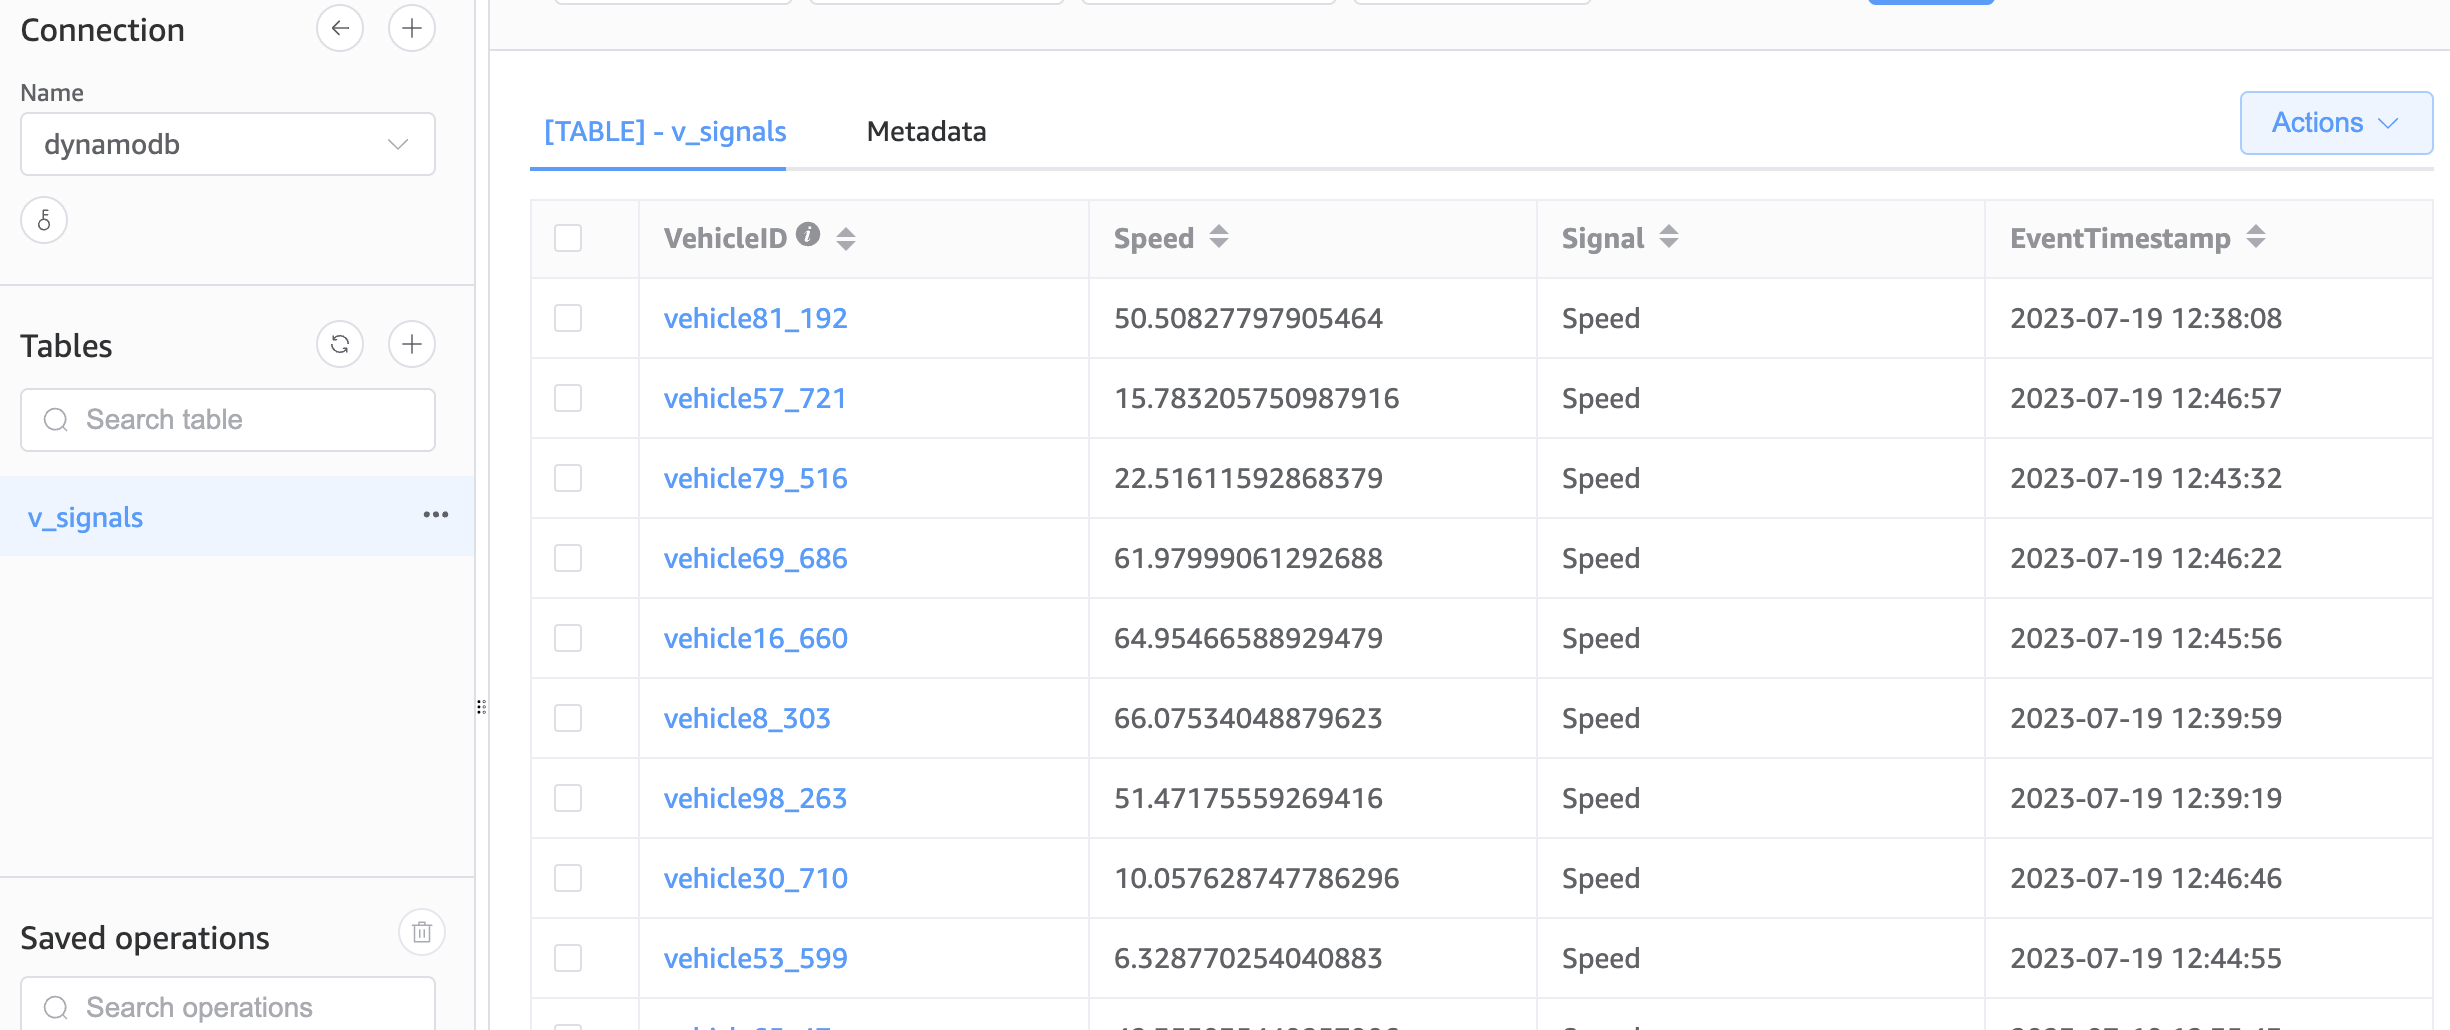 Connection
Name
dynamodb
Tables
Search table
v_signals
Saved operations
Search operations
[TABLE] - v_signals Metadata Actions
VehicleID Speed Signal EventTimestamp
vehicle81_192 50.50827797905464 Speed 2023-07-19 12:38:08
vehicle57_721 15.783205750987916 Speed 2023-07-19 12:46:57
vehicle79_516 22.51611592868379 Speed 2023-07-19 12:43:32
vehicle69_686 61.97999061292688 Speed 2023-07-19 12:46:22
vehicle16_660 64.95466588929479 Speed 2023-07-19 12:45:56
vehicle8_303 66.07534048879623 Speed 2023-07-19 12:39:59
vehicle98_263 51.47175559269416 Speed 2023-07-19 12:39:19
vehicle30_710 10.057628747786296 Speed 2023-07-19 12:46:46
vehicle53_599 6.328770254040883 Speed 2023-07-19 12:44:55